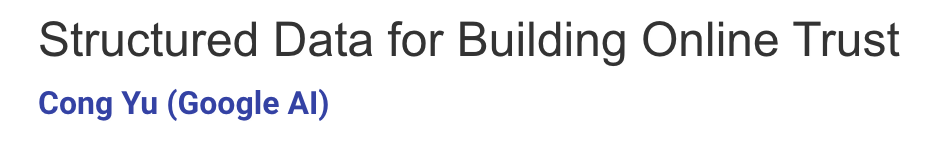 Structured Data for Building Online Trust
Cong Yu (Google AI)